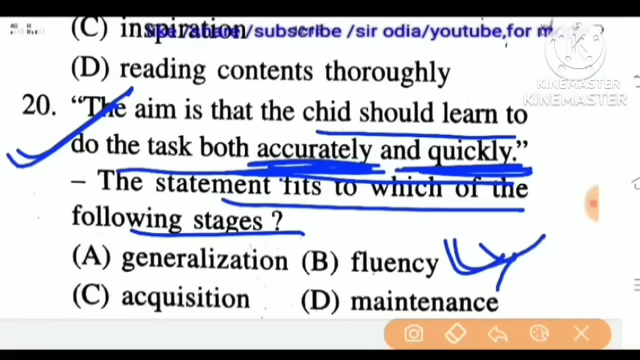 (C) inspiration
like/share/subscribe /sir odia/youtube,for m
(D) reading contents thoroughly
KINEMASTER
KINEMASTER
20. “The aim is that the chid should learn to
do the task both accurately and quickly.”
– The statement fits to which of the
following stages ?
(A) generalization (B) fluency
(C) acquisition (D) maintenance